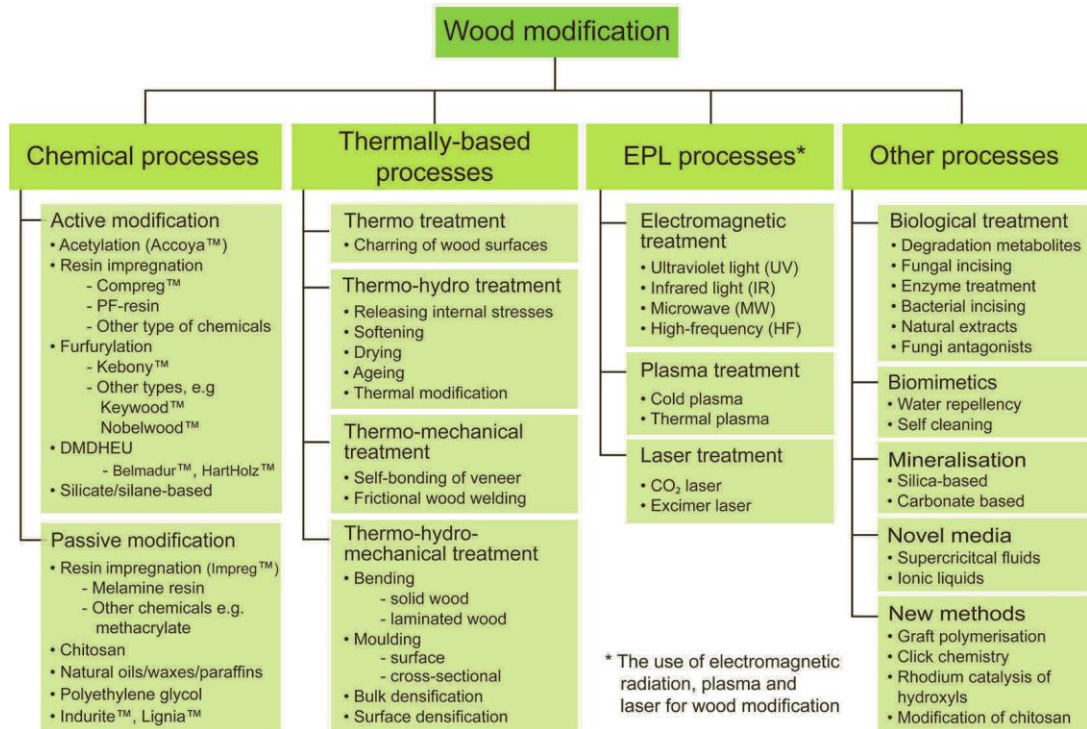 Wood modification
Chemical processes
Active modification
• Acetylation (Accoya™)
• Resin impregnation
- Compreg™
- PF-resin
- Other type of chemicals
• Furfurylation
- Kebony™
- Other types, e.g
Keywood™
Nobelwood™
• DMDHEU
- Belmadur™, HartHolz™
• Silicate/silane-based
Passive modification
• Resin impregnation (Impreg™)
- Melamine resin
- Other chemicals e.g.
methacrylate
• Chitosan
• Natural oils/waxes/paraffins
• Polyethylene glycol
• Indurite™, Lignia™
Thermally-based
processes
Thermo treatment
• Charring of wood surfaces
Thermo-hydro treatment
• Releasing internal stresses
• Softening
• Drying
• Ageing
• Thermal modification
Thermo-mechanical
treatment
• Self-bonding of veneer
• Frictional wood welding
Thermo-hydro-
mechanical treatment
• Bending
- solid wood
- laminated wood
• Moulding
- surface
- cross-sectional
• Bulk densification
• Surface densification
EPL processes*
Electromagnetic
treatment
• Ultraviolet light (UV)
• Infrared light (IR)
• Microwave (MW)
• High-frequency (HF)
Plasma treatment
• Cold plasma
• Thermal plasma
Laser treatment
• CO₂ laser
• Excimer laser
* The use of electromagnetic
radiation, plasma and
laser for wood modification
Other processes
Biological treatment
• Degradation metabolites
• Fungal incising
• Enzyme treatment
• Bacterial incising
• Natural extracts
• Fungi antagonists
Biomimetics
• Water repellency
• Self cleaning
Mineralisation
• Silica-based
• Carbonate based
Novel media
• Supercricitcal fluids
• Ionic liquids
New methods
• Graft polymerisation
• Click chemistry
• Rhodium catalysis of
hydroxyls
• Modification of chitosan